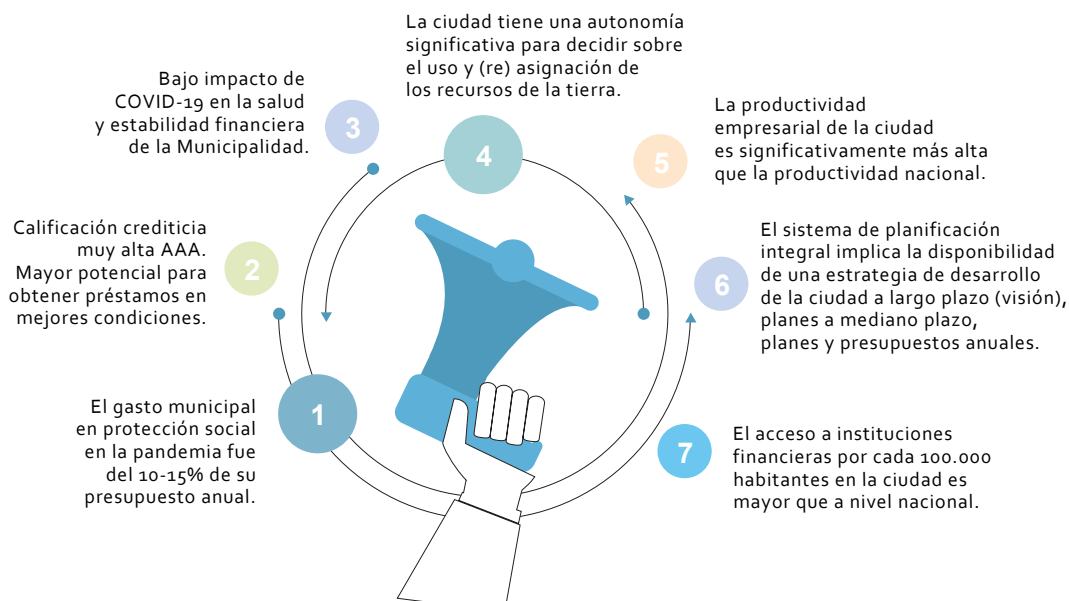 1
El gasto municipal
en protección social
en la pandemia fue
del 10-15% de su
presupuesto anual.
2
Calificación crediticia
muy alta AAA.
Mayor potencial para
obtener préstamos en
mejores condiciones.
3
Bajo impacto de
COVID-19 en la salud
y estabilidad financiera
de la Municipalidad.
4
La ciudad tiene una autonomía
significativa para decidir sobre
el uso y (re) asignación de
los recursos de la tierra.
5
La productividad
empresarial de la ciudad
es significativamente más alta
que la productividad nacional.
6
El sistema de planificación
integral implica la disponibilidad
de una estrategia de desarrollo
de la ciudad a largo plazo (visión),
planes a mediano plazo,
planes y presupuestos anuales.
7
El acceso a instituciones
financieras por cada 100.000
habitantes en la ciudad es
mayor que a nivel nacional.